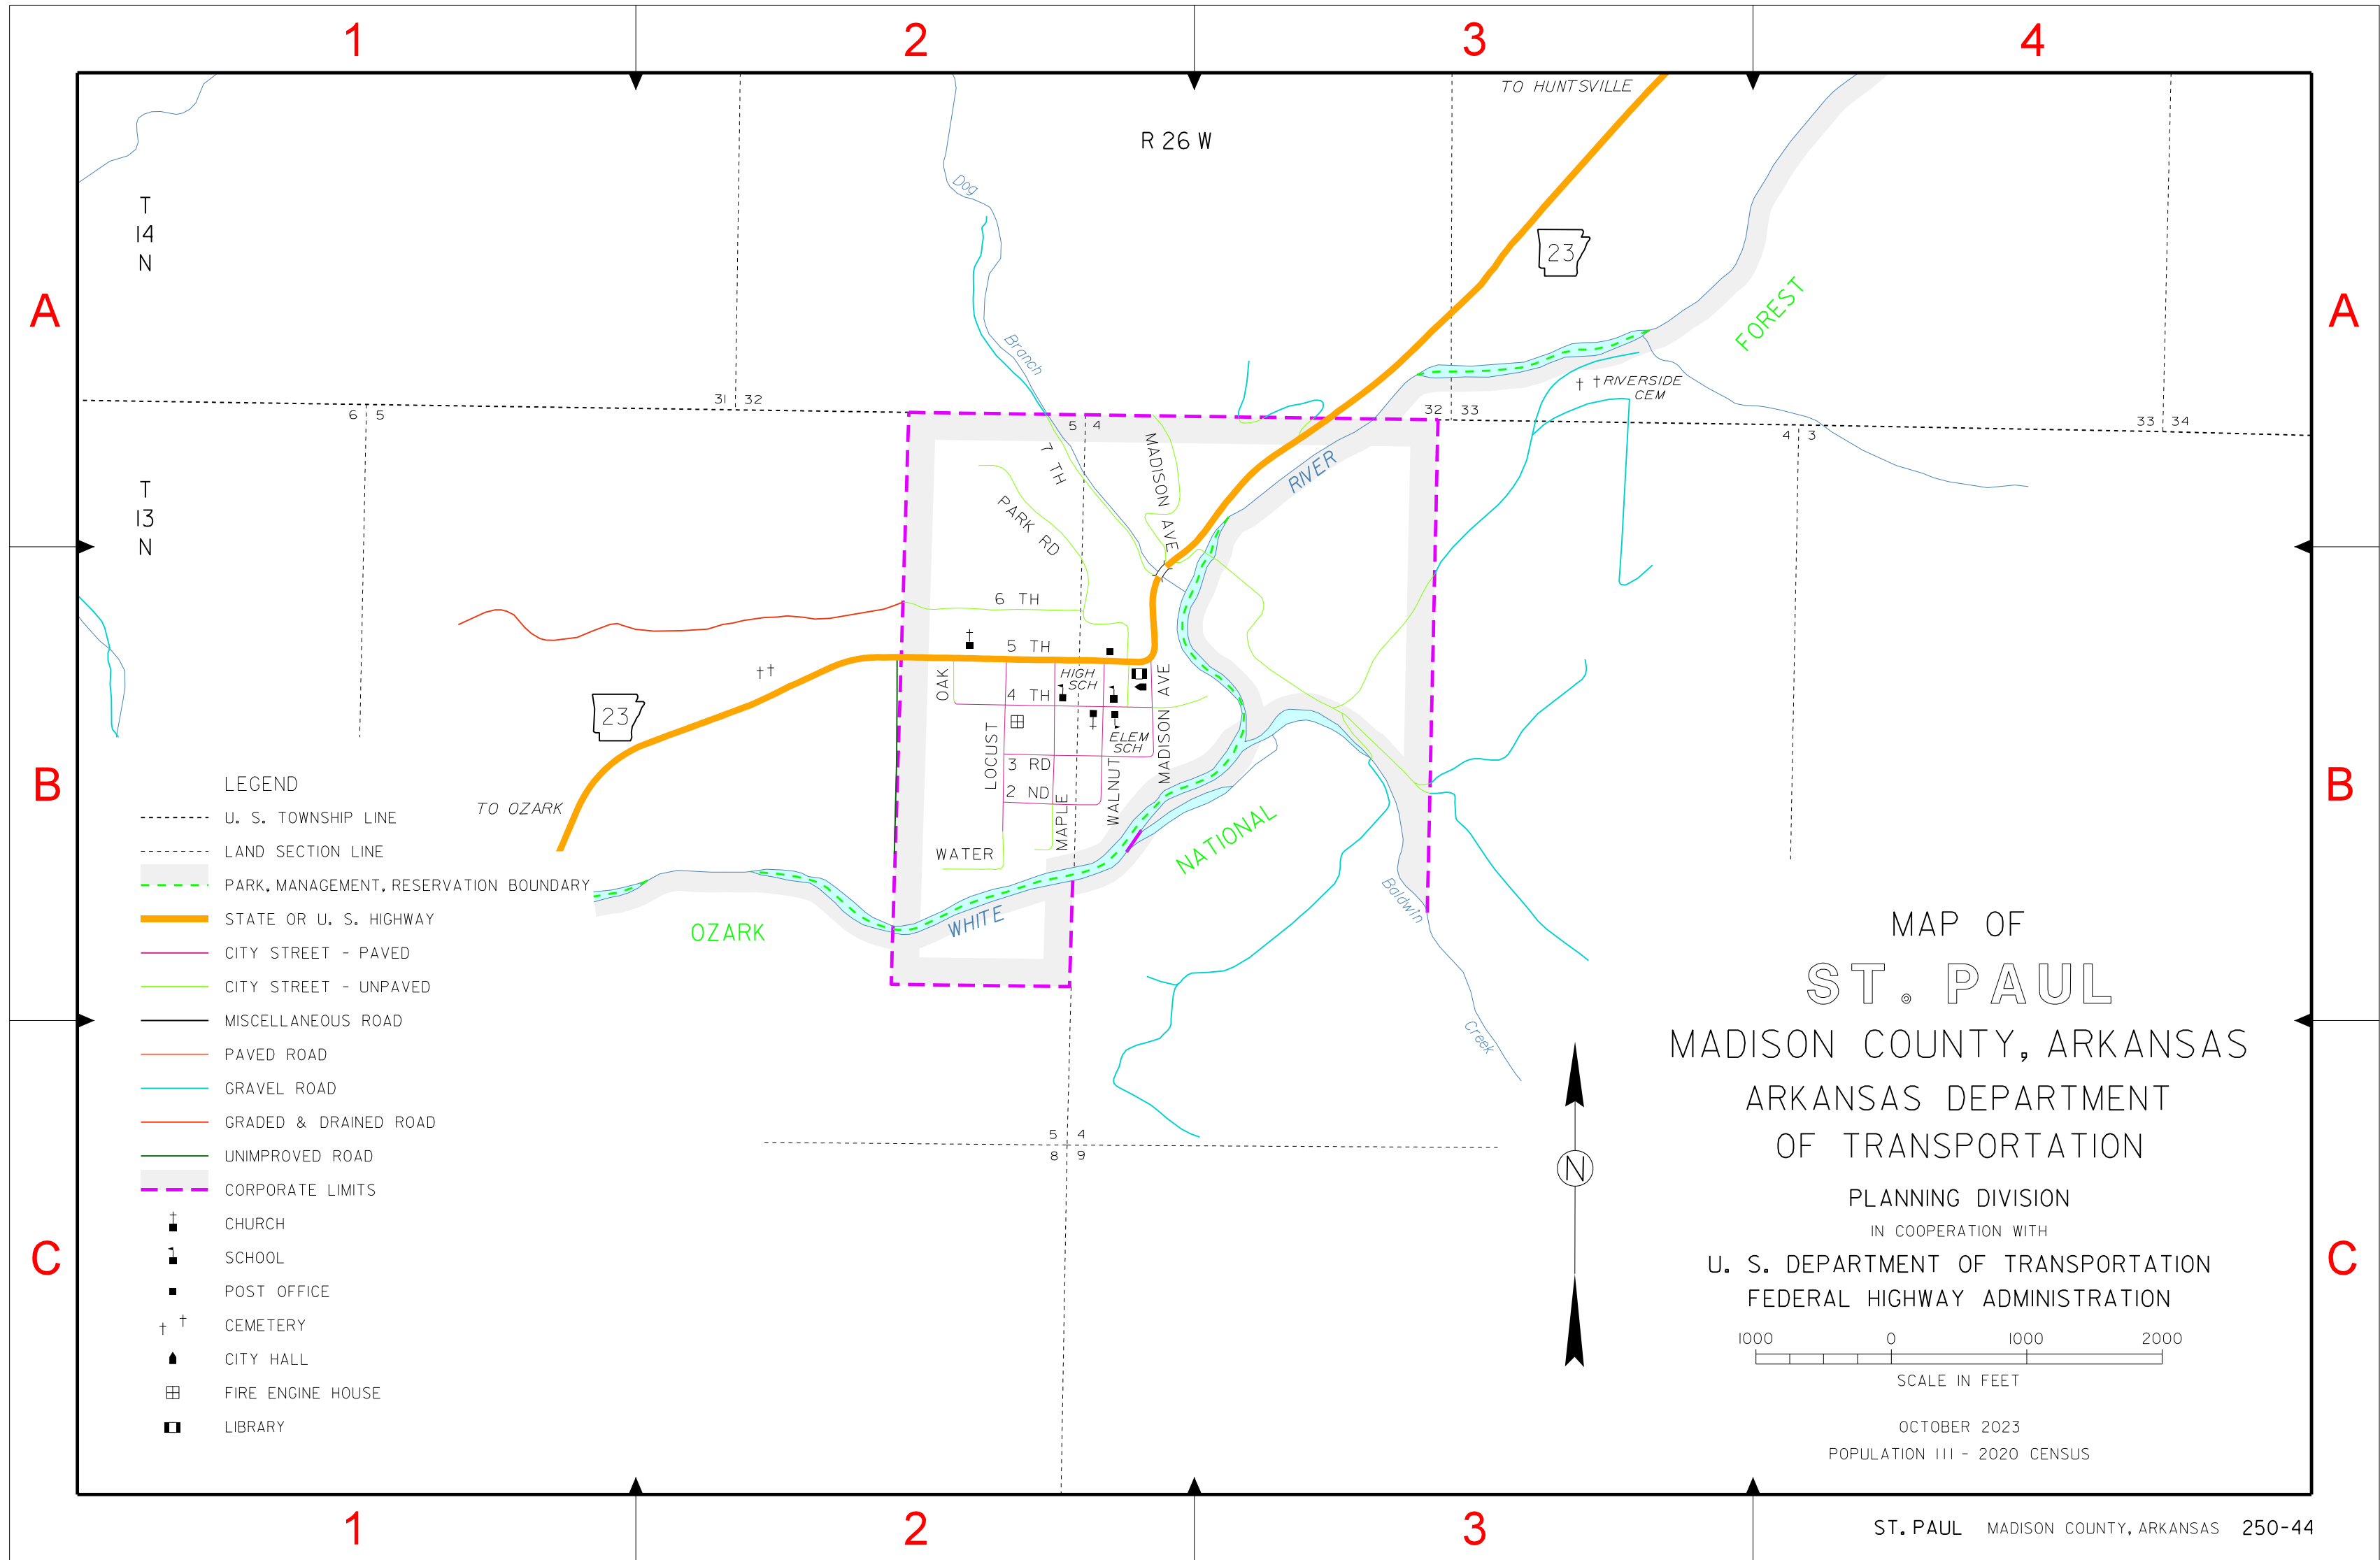 1 2 3 4
TO HUNTSVILLE
R 26 W
Dog
T
14
N
23
A A
FOREST
Branch
RIVERSIDE
CEM
31 32
6 5
32 33
5 4
33 34
4 3
7 TH
MADISON AVE
RIVER
T
13
N
PARK RD
6 TH
5 TH
OAK
HIGH
SCH
4 TH
MADISON AVE
23
LOCUST
ELEM
SCH
3 RD
WALNUT
2 ND
MAPLE
B B
TO OZARK
WATER
NATIONAL
Baldwin
OZARK
WHITE
Creek
5 4
8 9
LEGEND
U. S. TOWNSHIP LINE
LAND SECTION LINE
PARK, MANAGEMENT, RESERVATION BOUNDARY
STATE OR U. S. HIGHWAY
CITY STREET - PAVED
CITY STREET - UNPAVED
MISCELLANEOUS ROAD
PAVED ROAD
GRAVEL ROAD
GRADED & DRAINED ROAD
UNIMPROVED ROAD
CORPORATE LIMITS
CHURCH
SCHOOL
POST OFFICE
CEMETERY
CITY HALL
FIRE ENGINE HOUSE
LIBRARY
MAP OF
ST. PAUL
MADISON COUNTY, ARKANSAS
ARKANSAS DEPARTMENT
OF TRANSPORTATION
N
PLANNING DIVISION
IN COOPERATION WITH
U. S. DEPARTMENT OF TRANSPORTATION
FEDERAL HIGHWAY ADMINISTRATION
C C
1000 0 1000 2000
SCALE IN FEET
OCTOBER 2023
POPULATION 111 - 2020 CENSUS
1 2 3
ST. PAUL MADISON COUNTY, ARKANSAS 250-44